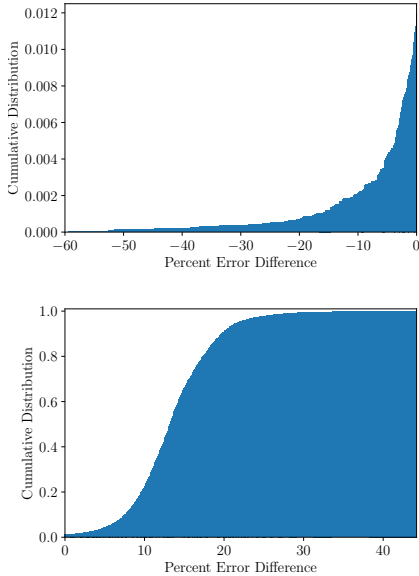 0.012
0.010
0.008
0.006
0.004
0.002
0.000
Cumulative Distribution
−60 −50 −40 −30 −20 −10 0
Percent Error Difference
1.0
0.8
0.6
0.4
0.2
0.0
Cumulative Distribution
0 10 20 30 40
Percent Error Difference